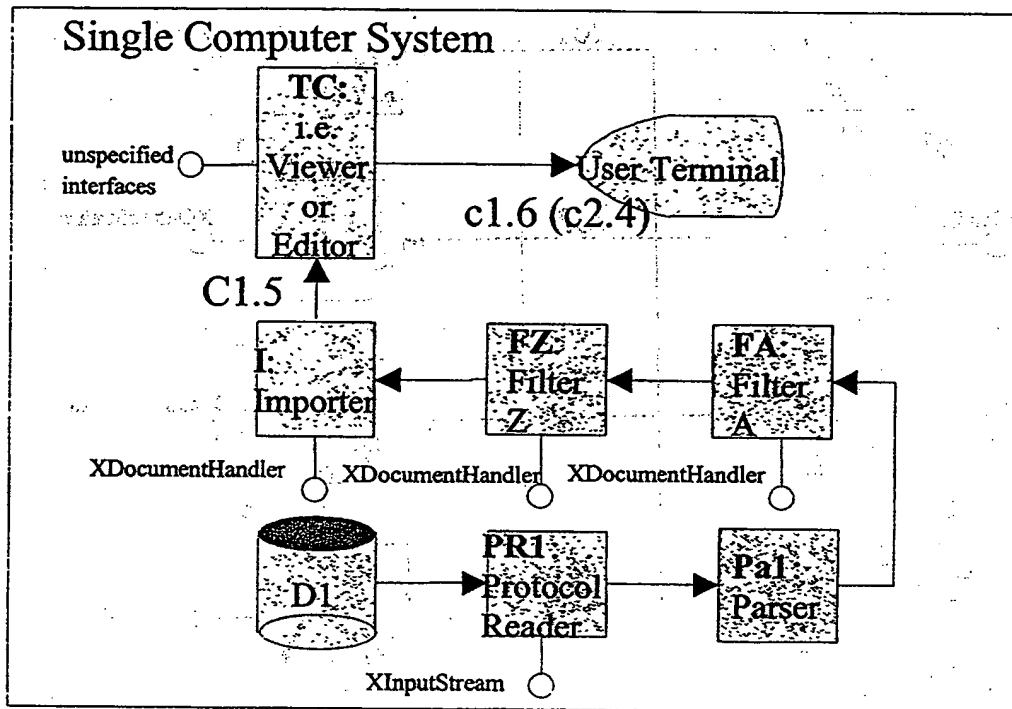 Single Computer System
TC:
i.e.
Viewer
or
Editor
unspecified
interfaces
User Terminal
c1.6 (c2.4)
C1.5
I:
Importer
FZ:
Filter
Z
FA:
Filter
A
XDocumentHandler
XDocumentHandler
XDocumentHandler
D1
PR1
Protocol
Reader
Pa1
Parser
XInputStream